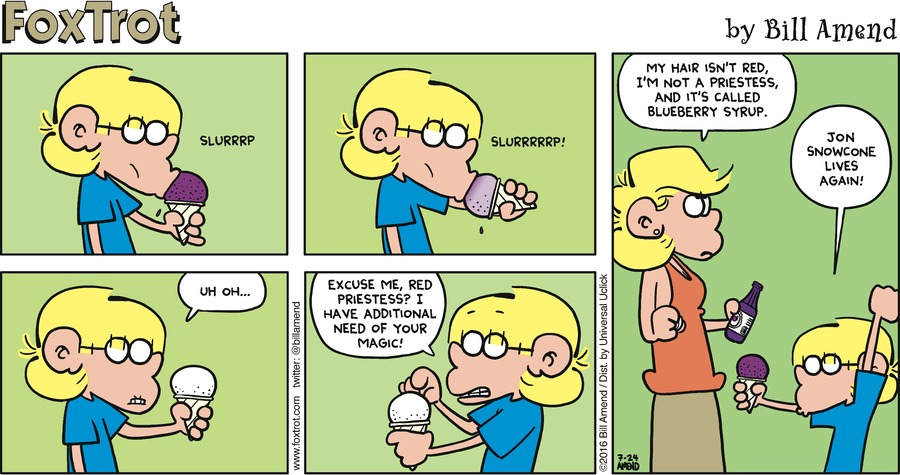 FOXTROT
by Bill Amend
SLURRRP
SLURRRRRP!
UH OH...
www.foxtrot.com twitter: @billamend
EXCUSE ME, RED
PRIESTESS? I
HAVE ADDITIONAL
NEED OF YOUR
MAGIC!
©2016 Bill Amend / Dist. by Universal Uclick
MY HAIR ISN'T RED,
I'M NOT A PRIESTESS,
AND IT'S CALLED
BLUEBERRY SYRUP.
JON
SNOWCONE
LIVES
AGAIN!
7-24
AMEND